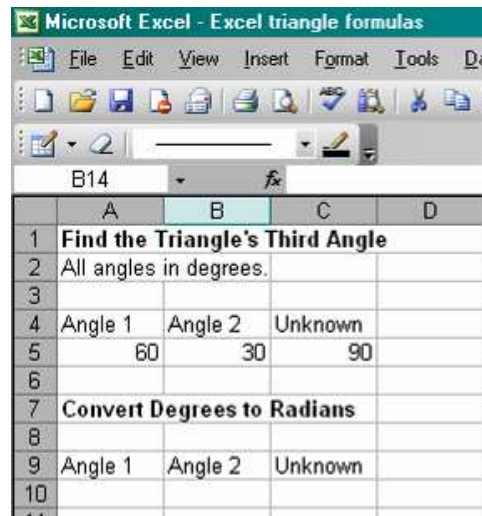 Microsoft Excel - Excel triangle formulas
File Edit View Insert Format Tools
ABC
B14 fx
A B C D
1 Find the Triangle's Third Angle
2 All angles in degrees.
3
4 Angle 1 Angle 2 Unknown
5 60 30 90
6
7 Convert Degrees to Radians
8
9 Angle 1 Angle 2 Unknown
10